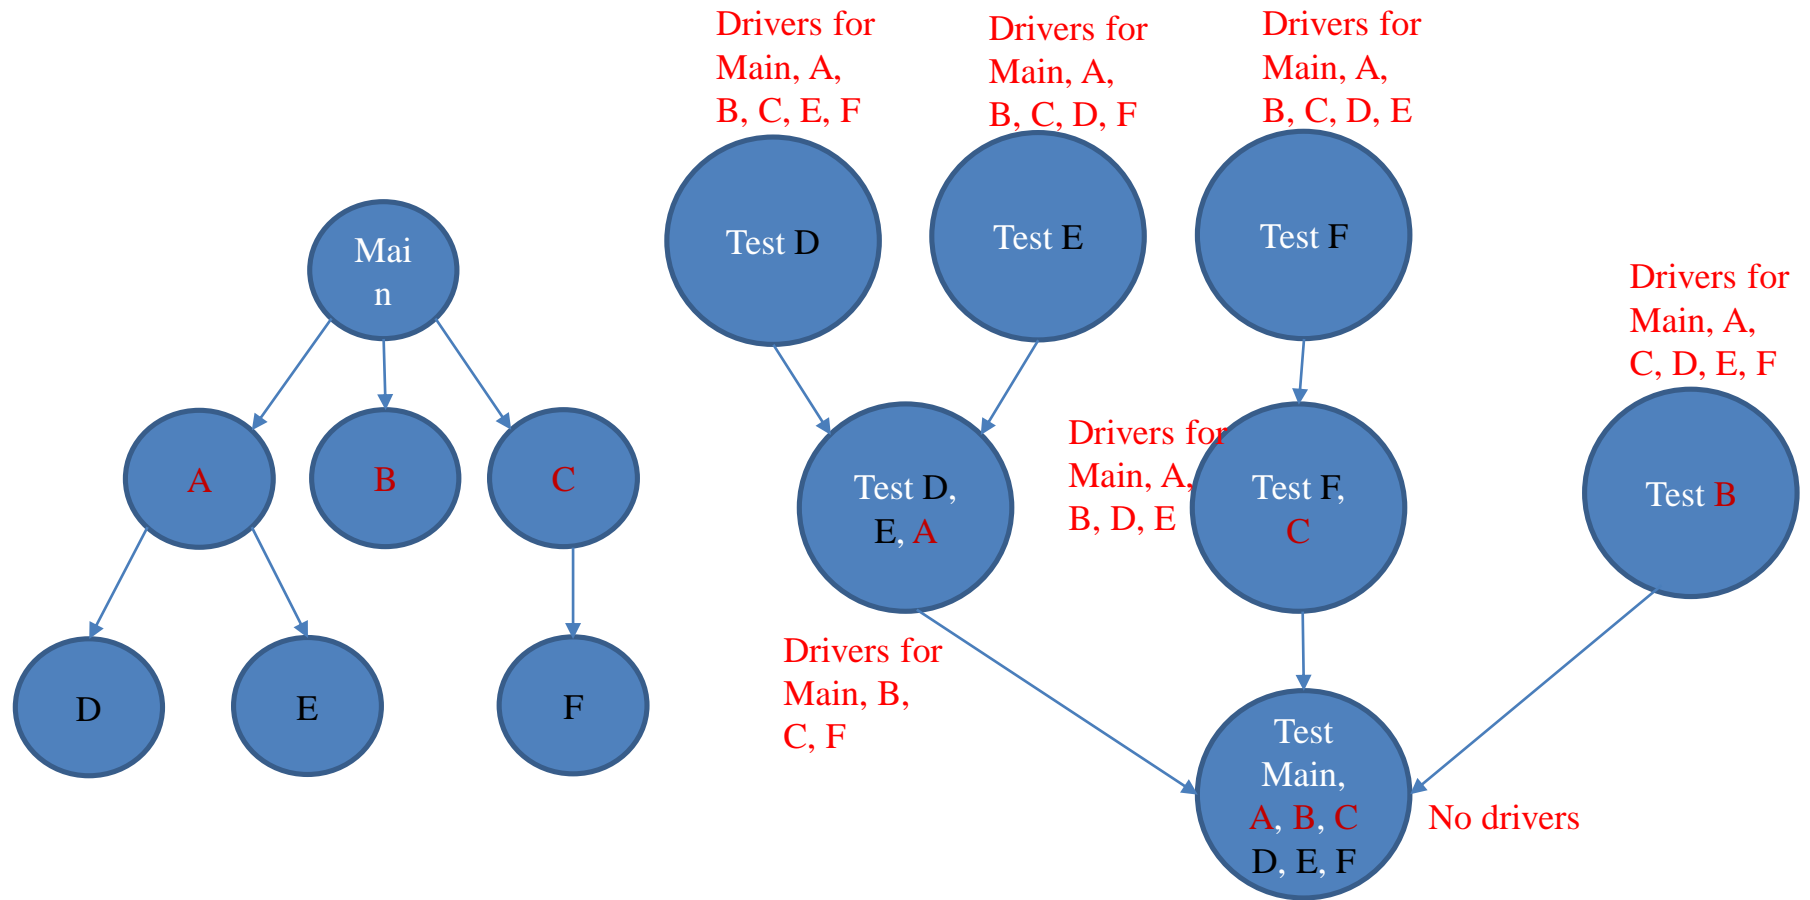 Drivers for
Main, A,
B, C, E, F
Drivers for
Main, A,
B, C, D, F
Drivers for
Main, A,
B, C, D, E
Mai
n
Test D
Test E
Test F
Drivers for
Main, A,
C, D, E, F
A
B
C
Test D,
E, A
Drivers for
Main, A,
B, D, E
Test F,
C
Test B
D
E
F
Drivers for
Main, B,
C, F
Test
Main,
A, B, C
D, E, F
No drivers